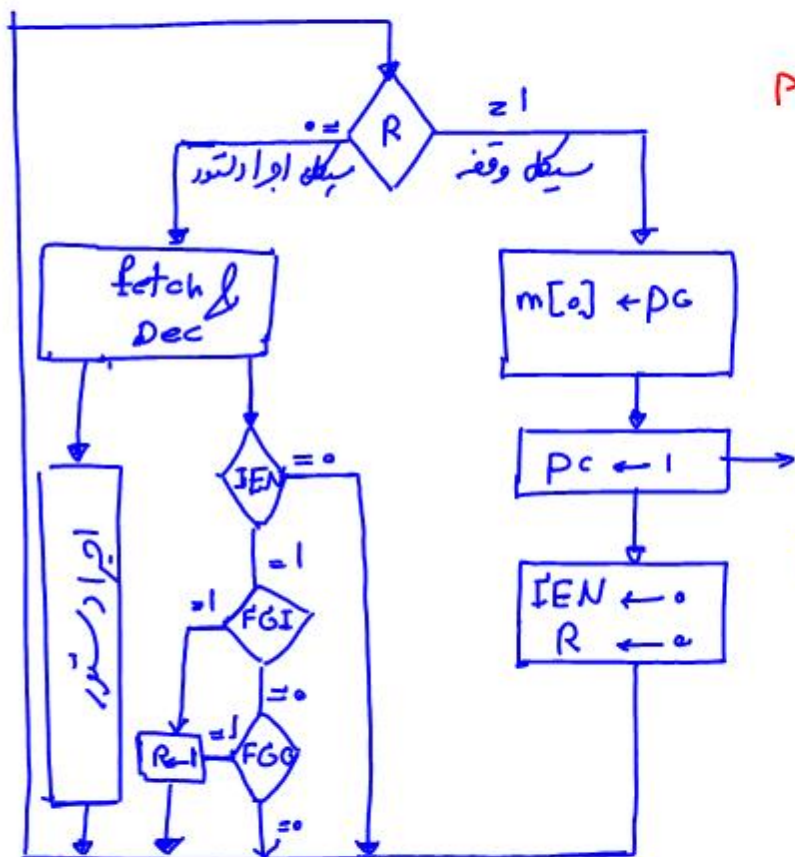 R
=0
=1
سیکل اجرا دستور
سیکل وقفه
fetch &
Dec
m[0] ← PC
PC ← 1
IEN
=0
=1
IEN ← 0
R ← 0
اجرا دستور
FGI
=1
=0
R←1
=1
FGO
=0